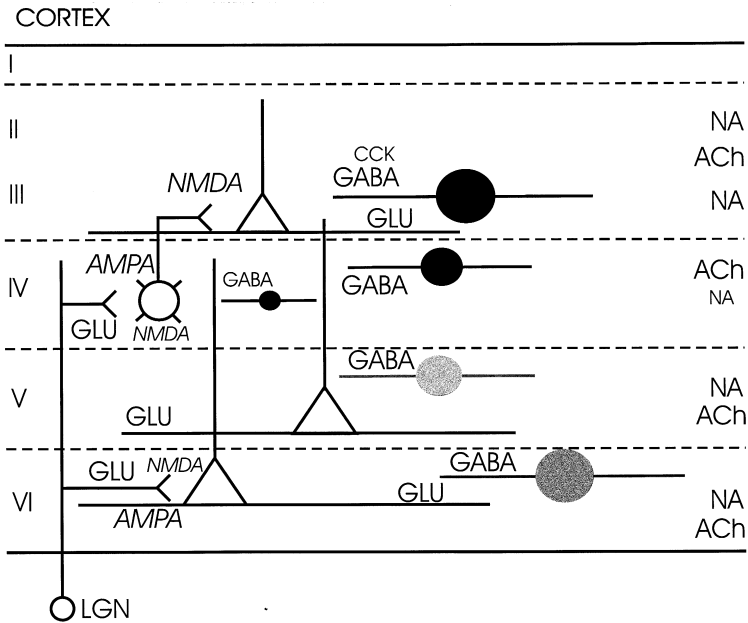 CORTEX
I
II
NA
CCK
ACh
NMDA
GABA
III
NA
GLU
AMPA
ACh
IV
GABA
GABA
NA
GLU
NMDA
GABA
V
NA
GLU
ACh
GLU
NMDA
GABA
VI
GLU
NA
AMPA
ACh
LGN